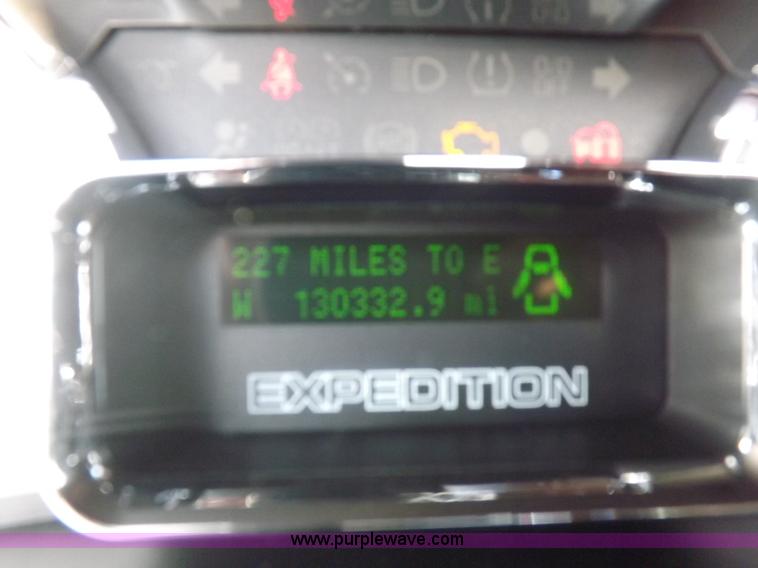 227 MILES TO E
W 130332.9 mi
EXPEDITION
www.purplewave.com